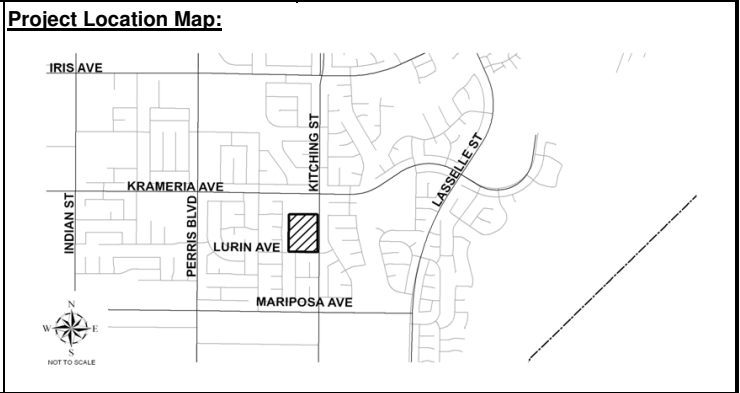 Project Location Map:
IRIS AVE
KITCHING ST
LASSELLE ST
KRAMERIA AVE
INDIAN ST
PERRIS BLVD
LURIN AVE
MARIPOSA AVE
N
W E
S
NOT TO SCALE